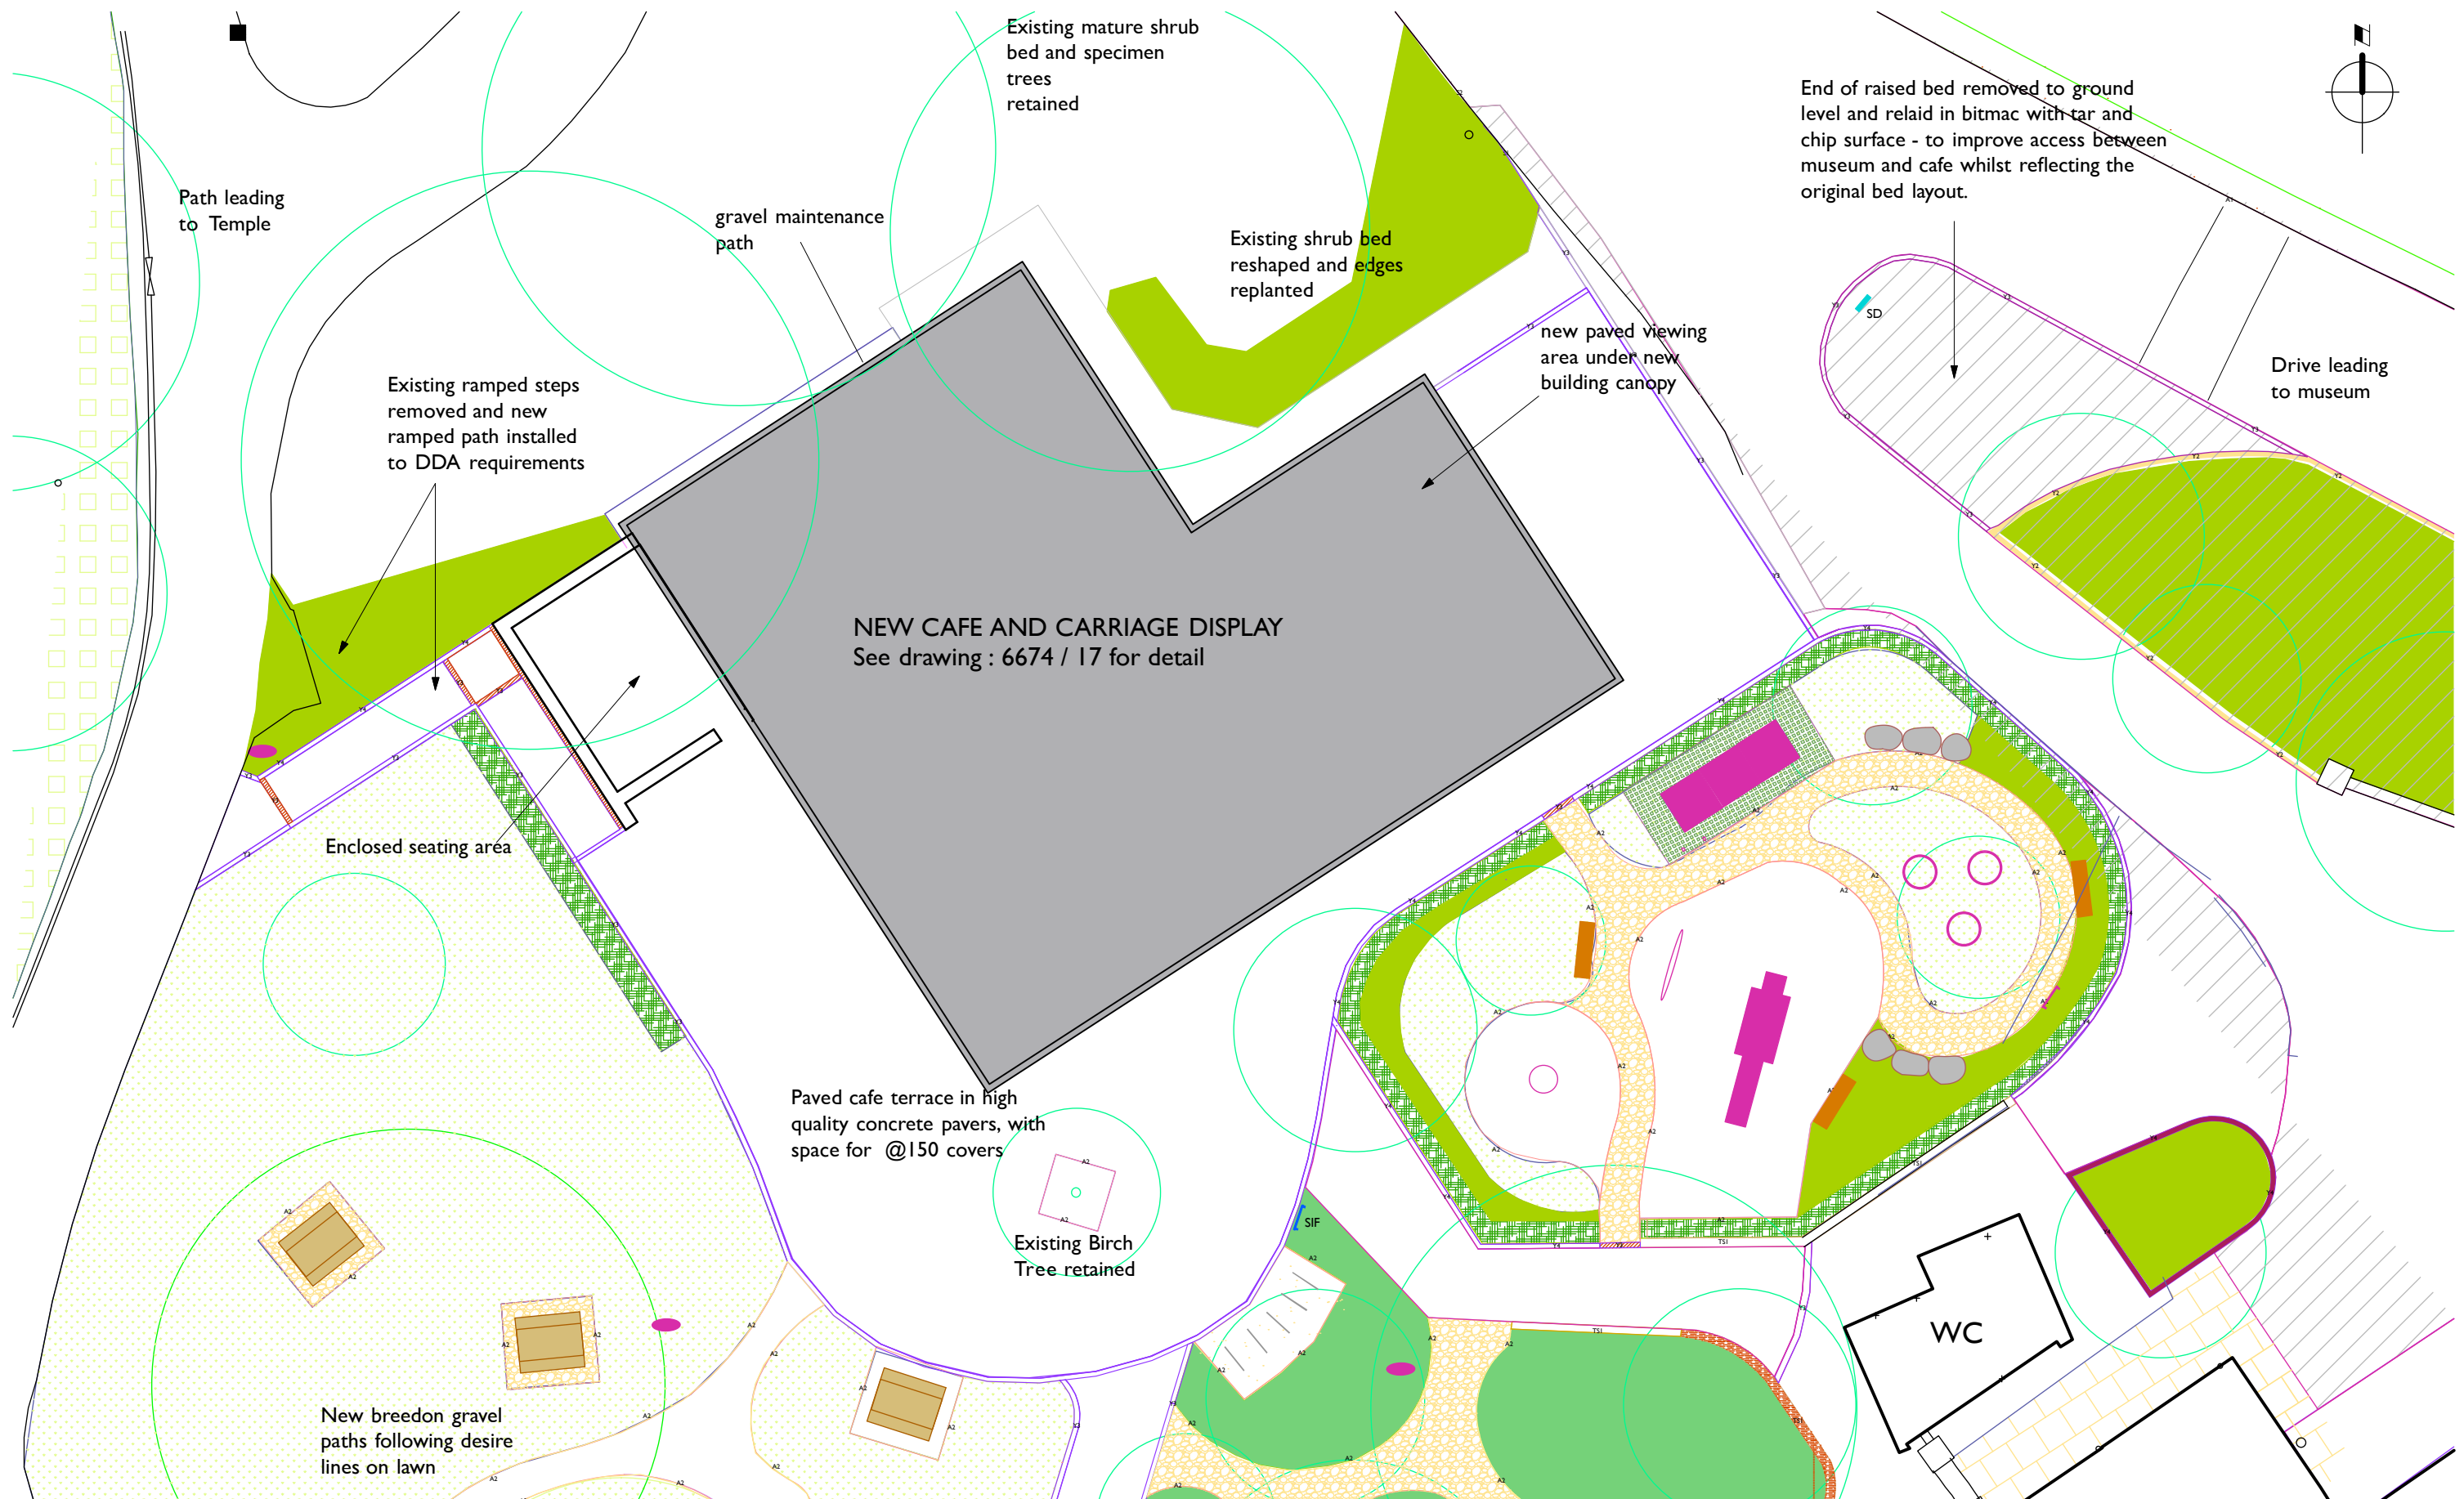 Existing mature shrub
bed and specimen
trees
retained
End of raised bed removed to ground
level and relaid in bitmac with tar and
chip surface - to improve access between
museum and cafe whilst reflecting the
original bed layout.
Path leading
to Temple
gravel maintenance
path
Existing shrub bed
reshaped and edges
replanted
SD
new paved viewing
area under new
building canopy
Drive leading
to museum
Existing ramped steps
removed and new
ramped path installed
to DDA requirements
NEW CAFE AND CARRIAGE DISPLAY
See drawing : 6674 / 17 for detail
Enclosed seating area
Paved cafe terrace in high
quality concrete pavers, with
space for @150 covers
A2
A2
Existing Birch
Tree retained
SIF
TS1
TS1
WC
New breedon gravel
paths following desire
lines on lawn